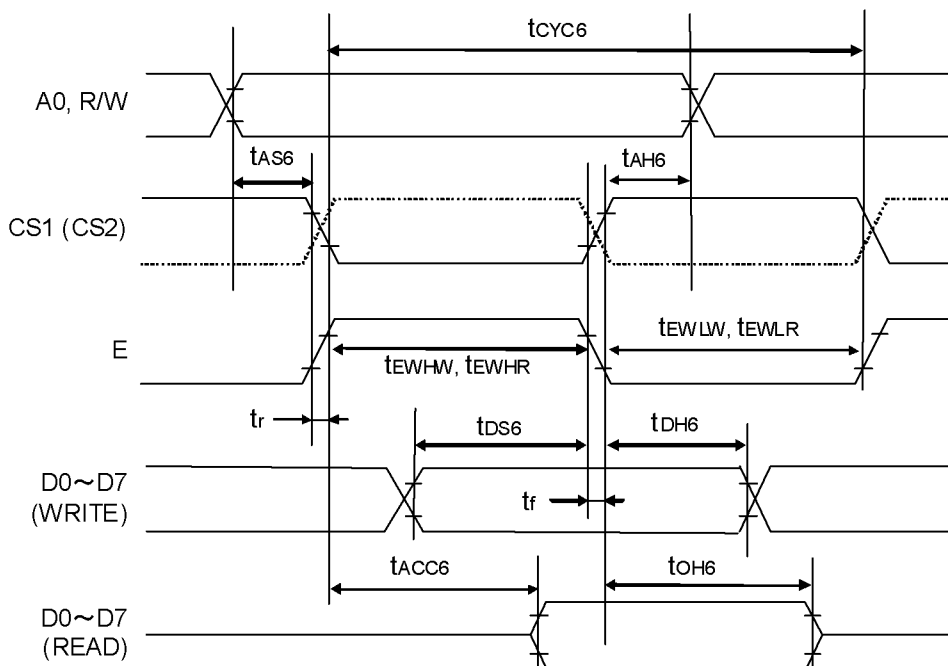 tCYC6
A0, R/W
tAS6
tAH6
CS1 (CS2)
E
tEWHW, tEWHR
tEWLW, tEWLR
tr
tDS6
tDH6
D0~D7
(WRITE)
tf
tACC6
tOH6
D0~D7
(READ)